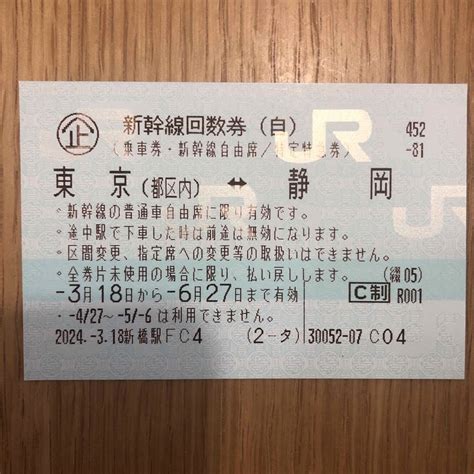 企 新幹線回数券(自) 452
(乗車券・新幹線自由席/特定特急券) -81
東京(都区内) ↔ 静岡
・新幹線の普通車自由席に限り有効です。
・途中駅で下車した時は前途は無効になります。
・区間変更、指定席への変更等の取扱いはできません。
・全券片未使用の場合に限り、払い戻しします。 (綴05)
-3月18日から-6月27日まで有効 C制 R001
・-4/27～-5/-6は利用できません。
2024.-3.18新橋駅FC4 (2-タ) 30052-07 C04
JR
JR